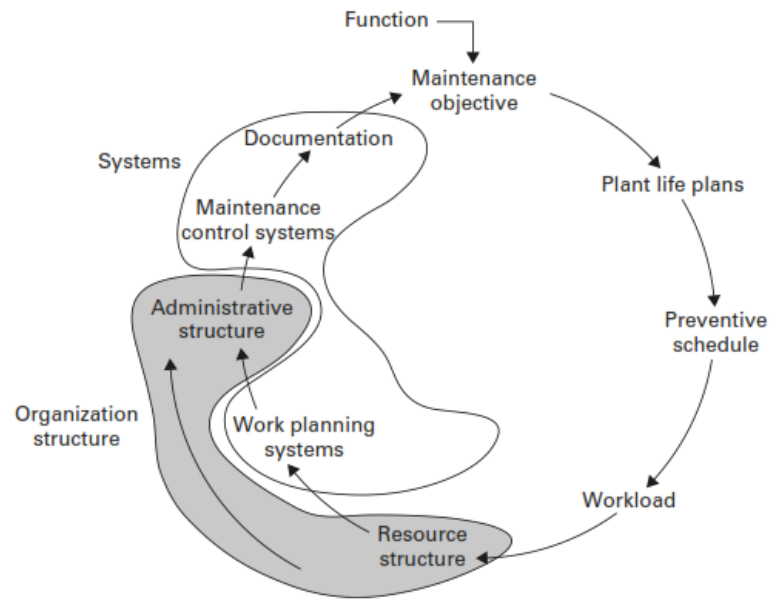 Function
Maintenance
objective
Documentation
Systems
Plant life plans
Maintenance
control systems
Administrative
structure
Preventive
schedule
Organization
structure
Work planning
systems
Workload
Resource
structure